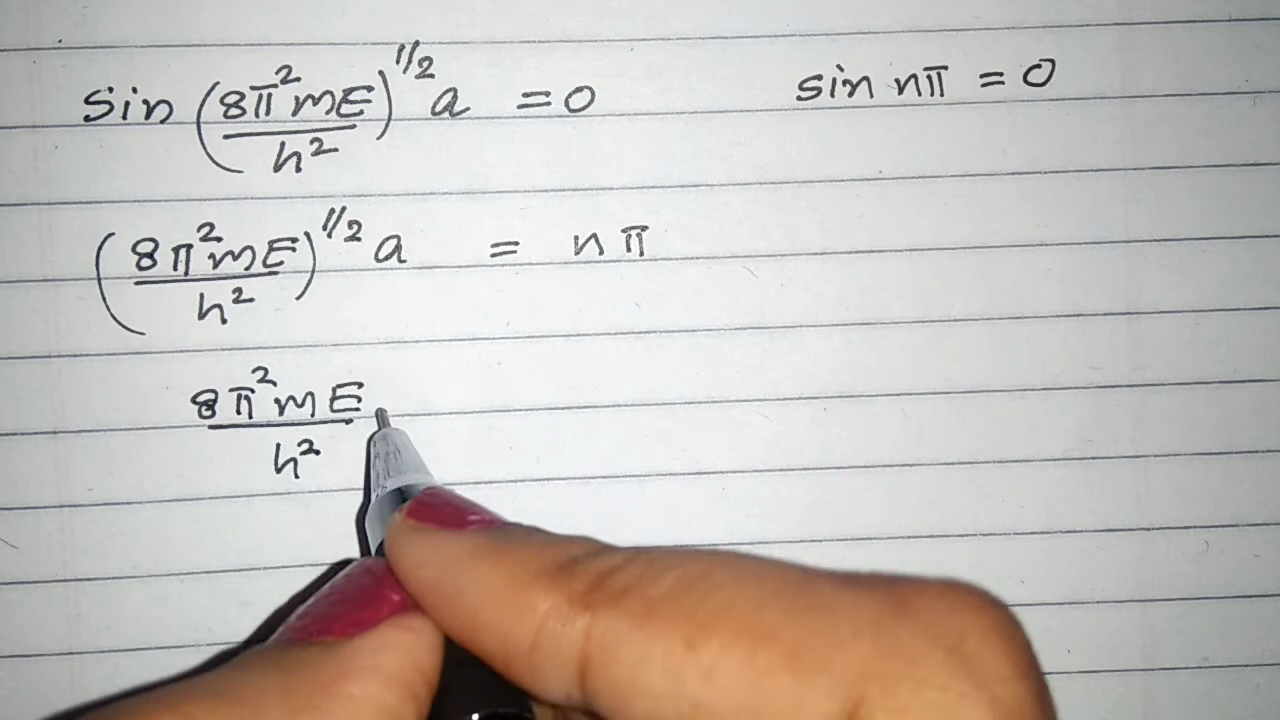 Sin (8π²mE/h²)^1/2 a = 0 sin nπ = 0
(8π²mE/h²)^1/2 a = nπ
8π²mE/h²